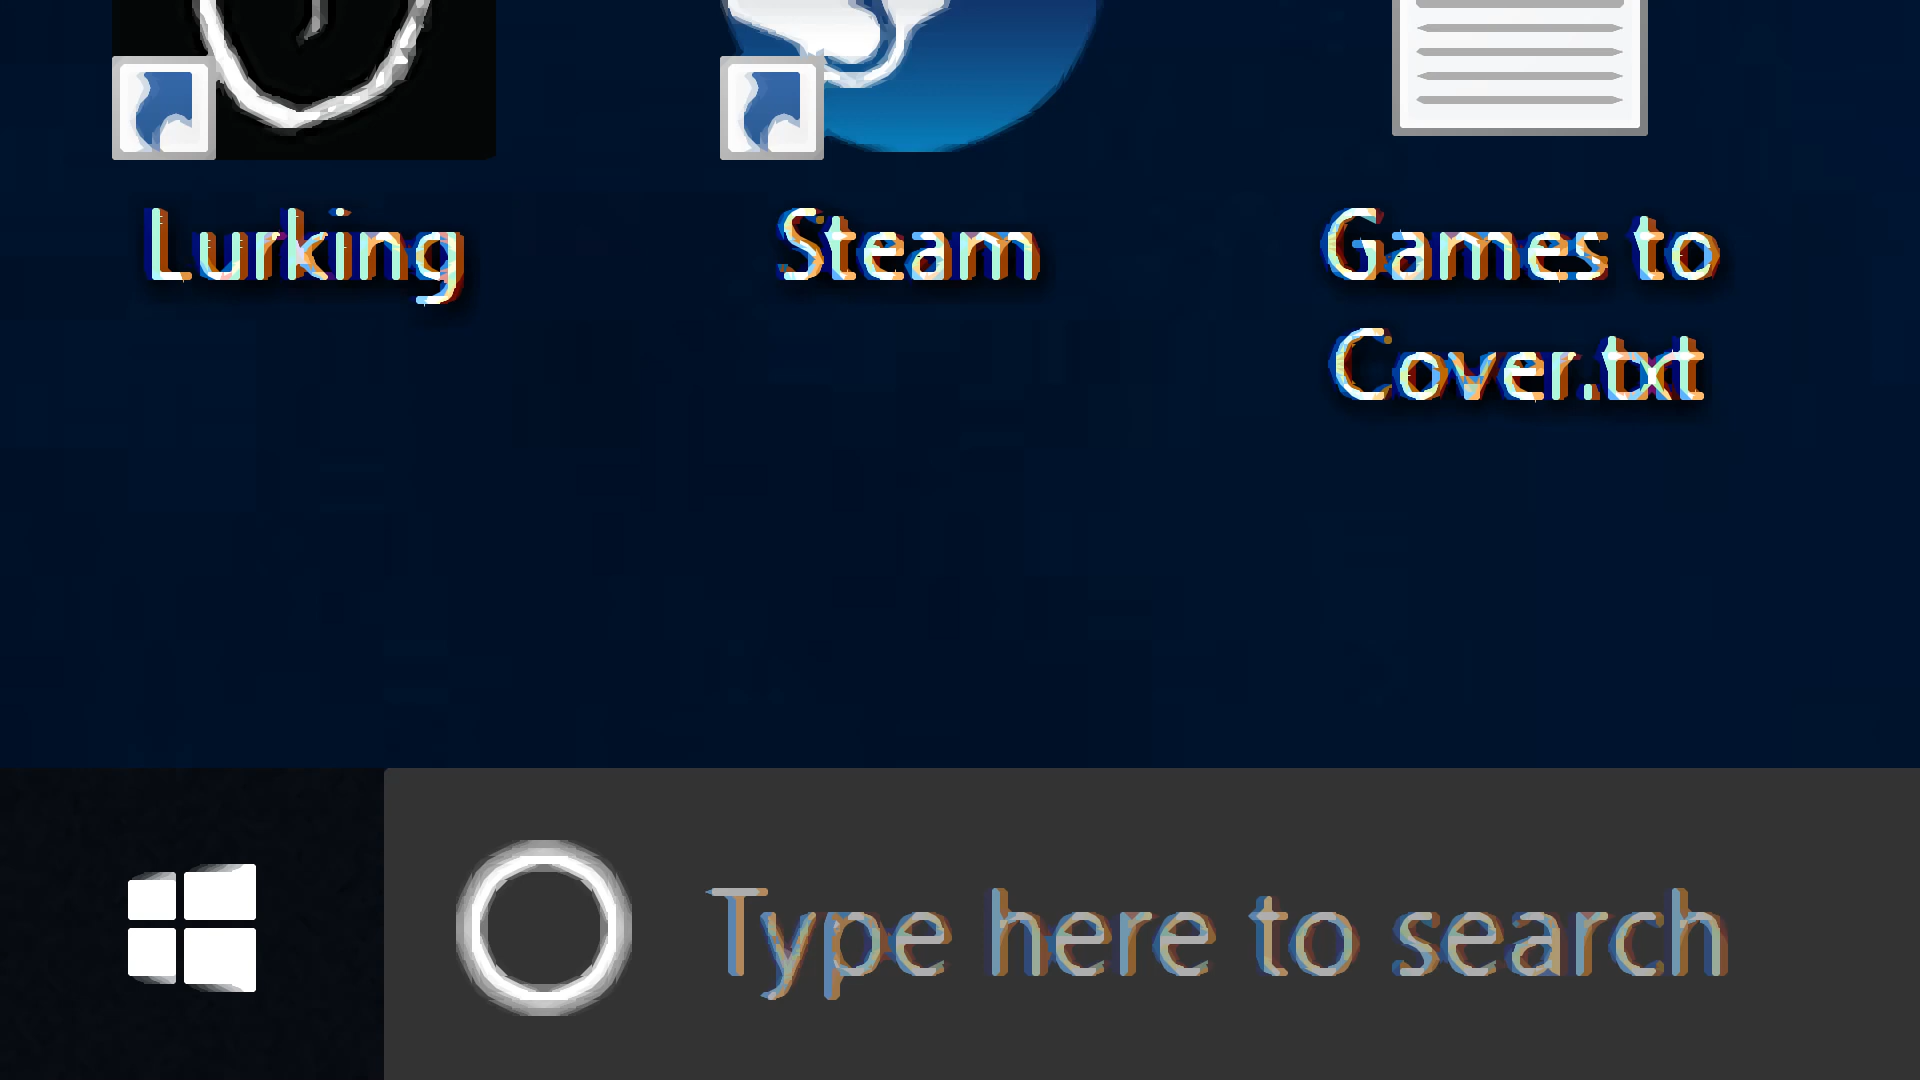 Lurking
Steam
Games to
Cover.txt
Type here to search